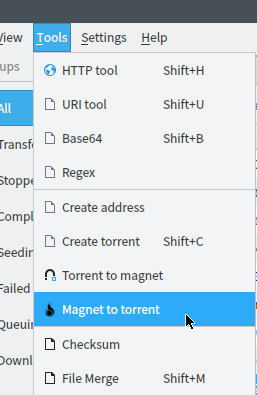 View Tools Settings Help
ups
All
HTTP tool Shift+H
URI tool Shift+U
Base64 Shift+B
Regex
Create address
Create torrent Shift+C
Torrent to magnet
Magnet to torrent
Checksum
File Merge Shift+M
Transf
Stoppe
Compl
Seedin
Failed
Queuin
Downl